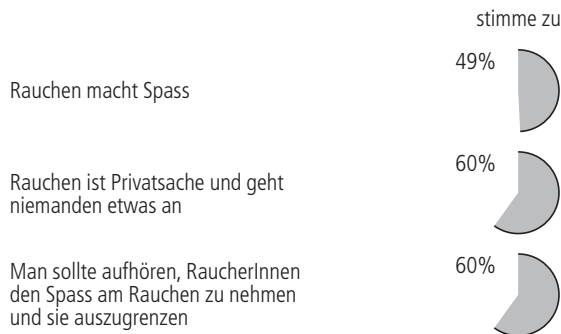 stimme zu
49%
Rauchen macht Spass
60%
Rauchen ist Privatsache und geht
niemanden etwas an
60%
Man sollte aufhören, RaucherInnen
den Spass am Rauchen zu nehmen
und sie auszugrenzen